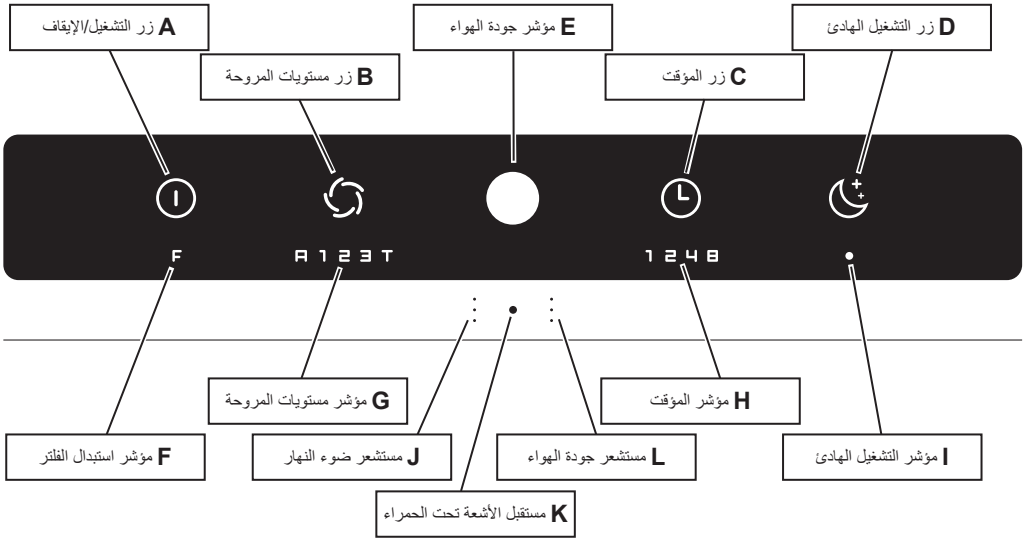 A زر التشغيل/الإيقاف
E مؤشر جودة الهواء
D زر التشغيل الهادئ
B زر مستويات المروحة
C زر المؤقت
F
A 1 2 3 T
1 2 4 8
G مؤشر مستويات المروحة
H مؤشر المؤقت
F مؤشر استبدال الفلتر
J مستشعر ضوء النهار
L مستشعر جودة الهواء
I مؤشر التشغيل الهادئ
K مستقبل الأشعة تحت الحمراء